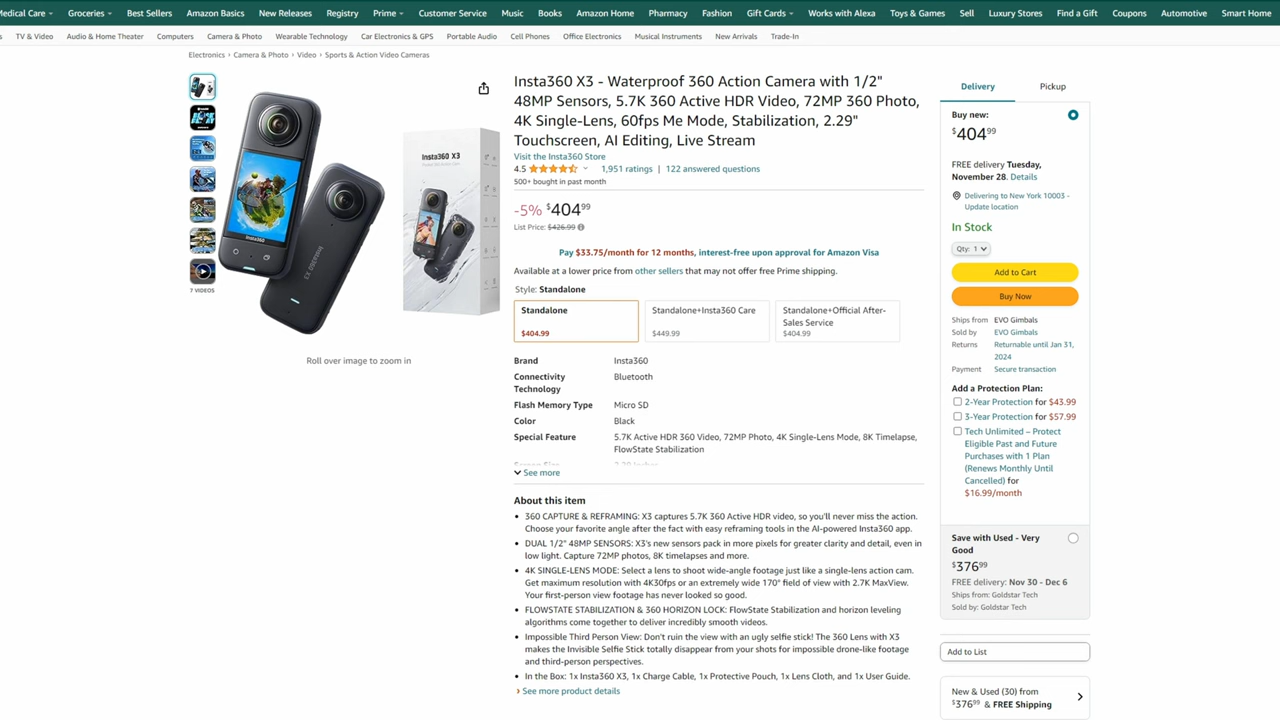 Medical Care
Groceries
Best Sellers
Amazon Basics
New Releases
Registry
Prime
Customer Service
Music
Books
Amazon Home
Pharmacy
Fashion
Gift Cards
Works with Alexa
Toys & Games
Sell
Luxury Stores
Find a Gift
Coupons
Automotive
Smart Home
TV & Video
Audio & Home Theater
Computers
Camera & Photo
Wearable Technology
Car Electronics & GPS
Portable Audio
Cell Phones
Office Electronics
Musical Instruments
New Arrivals
Trade-In
Electronics › Camera & Photo › Video › Sports & Action Video Cameras
7 VIDEOS
Insta360
INSTA360 X3
Insta360 X3
Roll over image to zoom in
Insta360 X3 - Waterproof 360 Action Camera with 1/2"
48MP Sensors, 5.7K 360 Active HDR Video, 72MP 360 Photo,
4K Single-Lens, 60fps Me Mode, Stabilization, 2.29"
Touchscreen, AI Editing, Live Stream
Visit the Insta360 Store
4.5 1,951 ratings | 122 answered questions
500+ bought in past month
-5% $404.99
List Price: $426.99
Pay $33.75/month for 12 months, interest-free upon approval for Amazon Visa
Available at a lower price from other sellers that may not offer free Prime shipping.
Style: Standalone
Standalone
$404.99
Standalone+Insta360 Care
$449.99
Standalone+Official After-
Sales Service
$404.99
Brand Insta360
Connectivity Bluetooth
Technology
Flash Memory Type Micro SD
Color Black
Special Feature 5.7K Active HDR 360 Video, 72MP Photo, 4K Single-Lens Mode, 8K Timelapse,
FlowState Stabilization
See more
About this item
• 360 CAPTURE & REFRAMING: X3 captures 5.7K 360 Active HDR video, so you'll never miss the action.
Choose your favorite angle after the fact with easy reframing tools in the AI-powered Insta360 app.
• DUAL 1/2" 48MP SENSORS: X3's new sensors pack in more pixels for greater clarity and detail, even in
low light. Capture 72MP photos, 8K timelapses and more.
• 4K SINGLE-LENS MODE: Select a lens to shoot wide-angle footage just like a single-lens action cam.
Get maximum resolution with 4K30fps or an extremely wide 170° field of view with 2.7K MaxView.
Your first-person view footage has never looked so good.
• FLOWSTATE STABILIZATION & 360 HORIZON LOCK: FlowState Stabilization and horizon leveling
algorithms come together to deliver incredibly smooth videos.
• Impossible Third Person View: Don't ruin the view with an ugly selfie stick! The 360 Lens with X3
makes the Invisible Selfie Stick totally disappear from your shots for impossible drone-like footage
and third-person perspectives.
• In the Box: 1x Insta360 X3, 1x Charge Cable, 1x Protective Pouch, 1x Lens Cloth, and 1x User Guide.
› See more product details
Delivery
Pickup
Buy new:
$404.99
FREE delivery Tuesday,
November 28. Details
Delivering to New York 10003 -
Update location
In Stock
Qty: 1
Add to Cart
Buy Now
Ships from EVO Gimbals
Sold by EVO Gimbals
Returns Returnable until Jan 31,
2024
Payment Secure transaction
Add a Protection Plan:
2-Year Protection for $43.99
3-Year Protection for $57.99
Tech Unlimited – Protect
Eligible Past and Future
Purchases with 1 Plan
(Renews Monthly Until
Cancelled) for
$16.99/month
Save with Used - Very
Good
$376.99
FREE delivery: Nov 30 - Dec 6
Ships from: Goldstar Tech
Sold by: Goldstar Tech
Add to List
New & Used (30) from
$376.99 & FREE Shipping